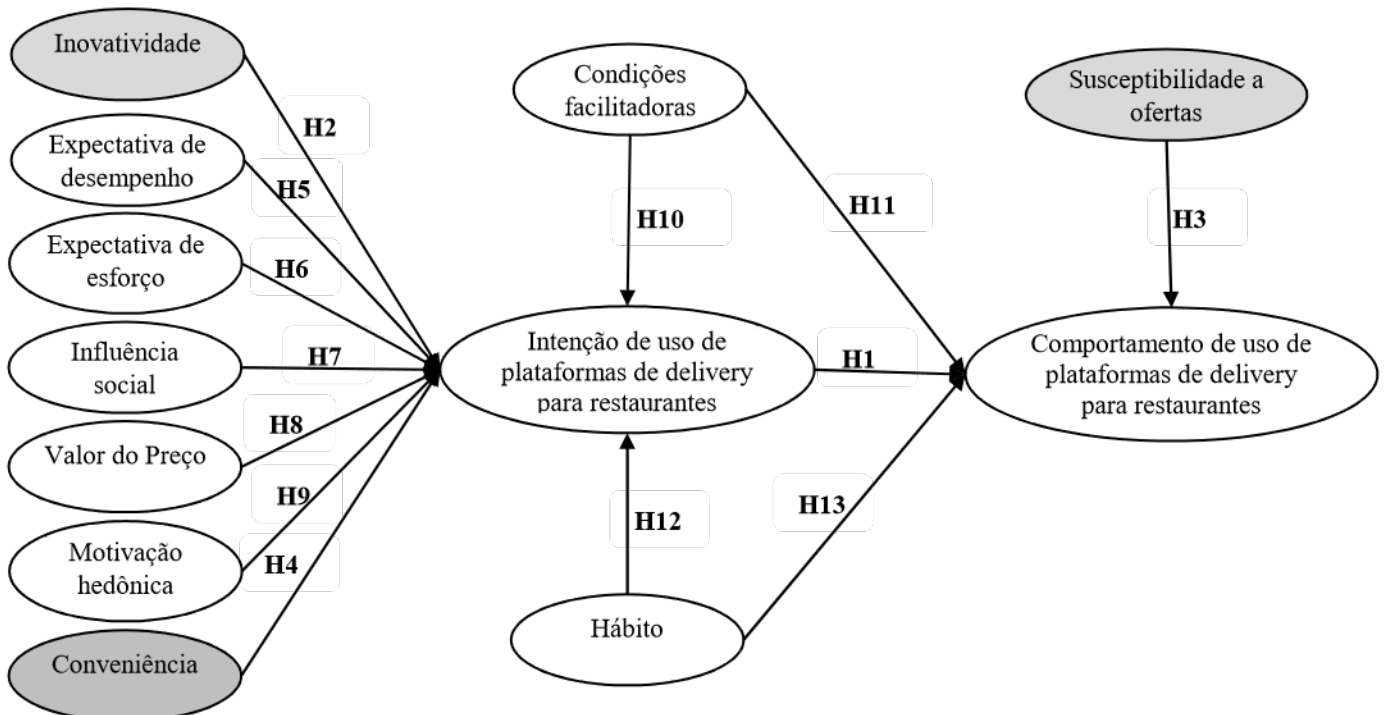 Inovatividade
H2
Expectativa de
desempenho
H5
Expectativa de
esforço
H6
Influência
social
H7
Valor do Preço
H8
Motivação
hedônica
H9
Conveniência
H4
Condições
facilitadoras
H10
H11
Intenção de uso de
plataformas de delivery
para restaurantes
H1
H12
Hábito
H13
Susceptibilidade a
ofertas
H3
Comportamento de uso de
plataformas de delivery
para restaurantes